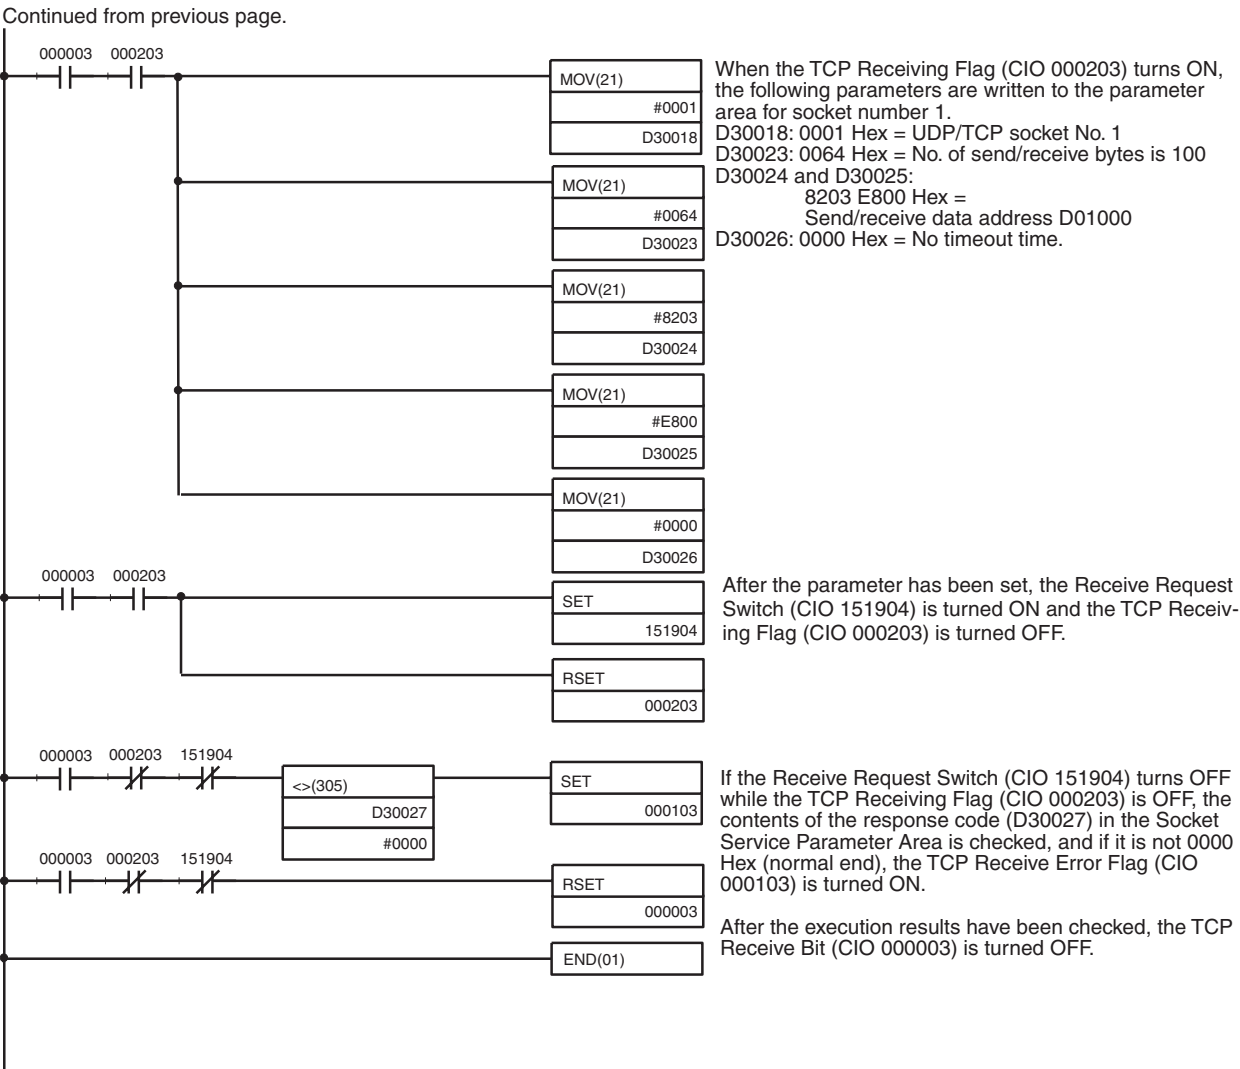 Continued from previous page.
000003 000203
MOV(21)
#0001
D30018
When the TCP Receiving Flag (CIO 000203) turns ON,
the following parameters are written to the parameter
area for socket number 1.
D30018: 0001 Hex = UDP/TCP socket No. 1
D30023: 0064 Hex = No. of send/receive bytes is 100
D30024 and D30025:
8203 E800 Hex =
Send/receive data address D01000
D30026: 0000 Hex = No timeout time.
MOV(21)
#0064
D30023
MOV(21)
#8203
D30024
MOV(21)
#E800
D30025
MOV(21)
#0000
D30026
000003 000203
SET
151904
After the parameter has been set, the Receive Request
Switch (CIO 151904) is turned ON and the TCP Receiv-
ing Flag (CIO 000203) is turned OFF.
RSET
000203
000003 000203 151904
<>(305)
D30027
#0000
SET
000103
If the Receive Request Switch (CIO 151904) turns OFF
while the TCP Receiving Flag (CIO 000203) is OFF, the
contents of the response code (D30027) in the Socket
Service Parameter Area is checked, and if it is not 0000
Hex (normal end), the TCP Receive Error Flag (CIO
000103) is turned ON.
000003 000203 151904
RSET
000003
After the execution results have been checked, the TCP
Receive Bit (CIO 000003) is turned OFF.
END(01)